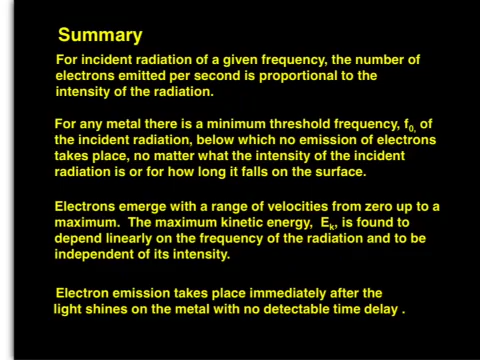 Summary
For incident radiation of a given frequency, the number of
electrons emitted per second is proportional to the
intensity of the radiation.
For any metal there is a minimum threshold frequency, f0, of
the incident radiation, below which no emission of electrons
takes place, no matter what the intensity of the incident
radiation is or for how long it falls on the surface.
Electrons emerge with a range of velocities from zero up to a
maximum. The maximum kinetic energy, Ek, is found to
depend linearly on the frequency of the radiation and to be
independent of its intensity.
Electron emission takes place immediately after the
light shines on the metal with no detectable time delay .